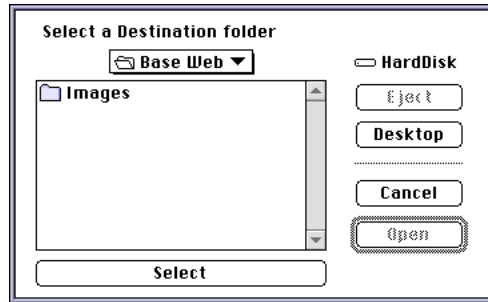 Select a Destination folder
Base Web
HardDisk
Images
Eject
Desktop
Cancel
Open
Select